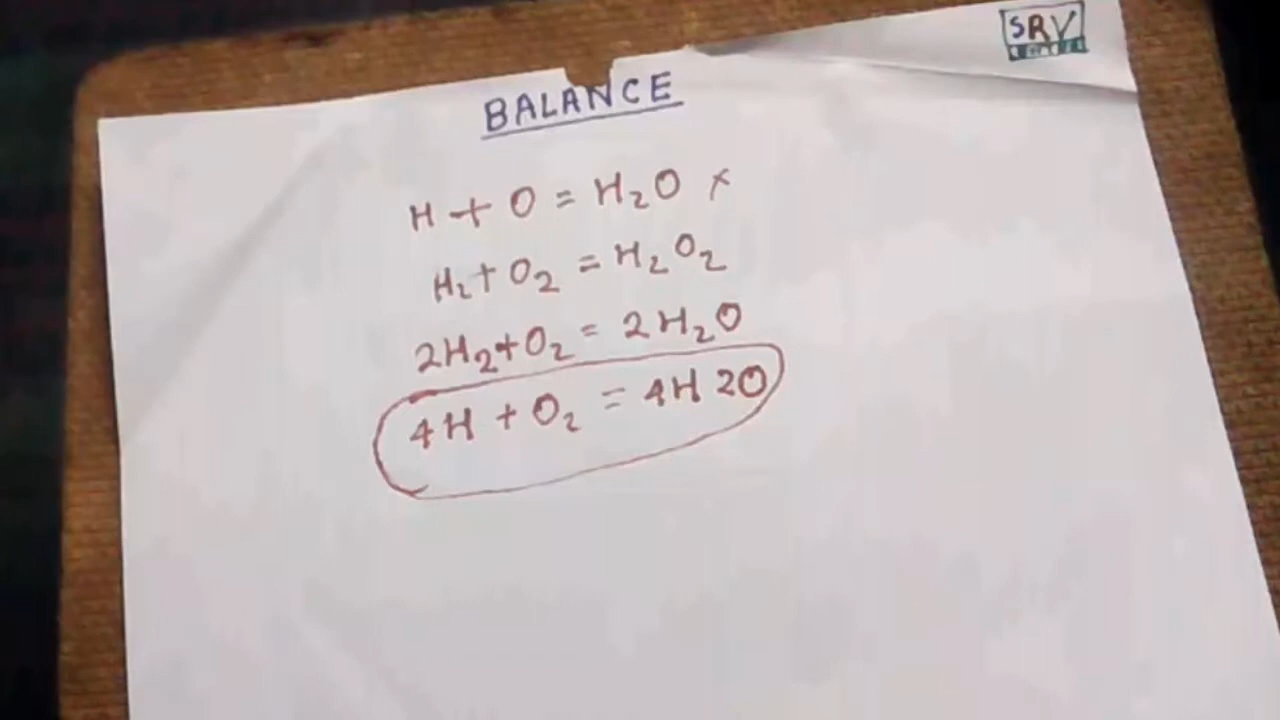 SRV
BALANCE
H + O = H₂O ×
H₂ + O₂ = H₂O₂
2H₂ + O₂ = 2H₂O
4H + O₂ = 4H 2O